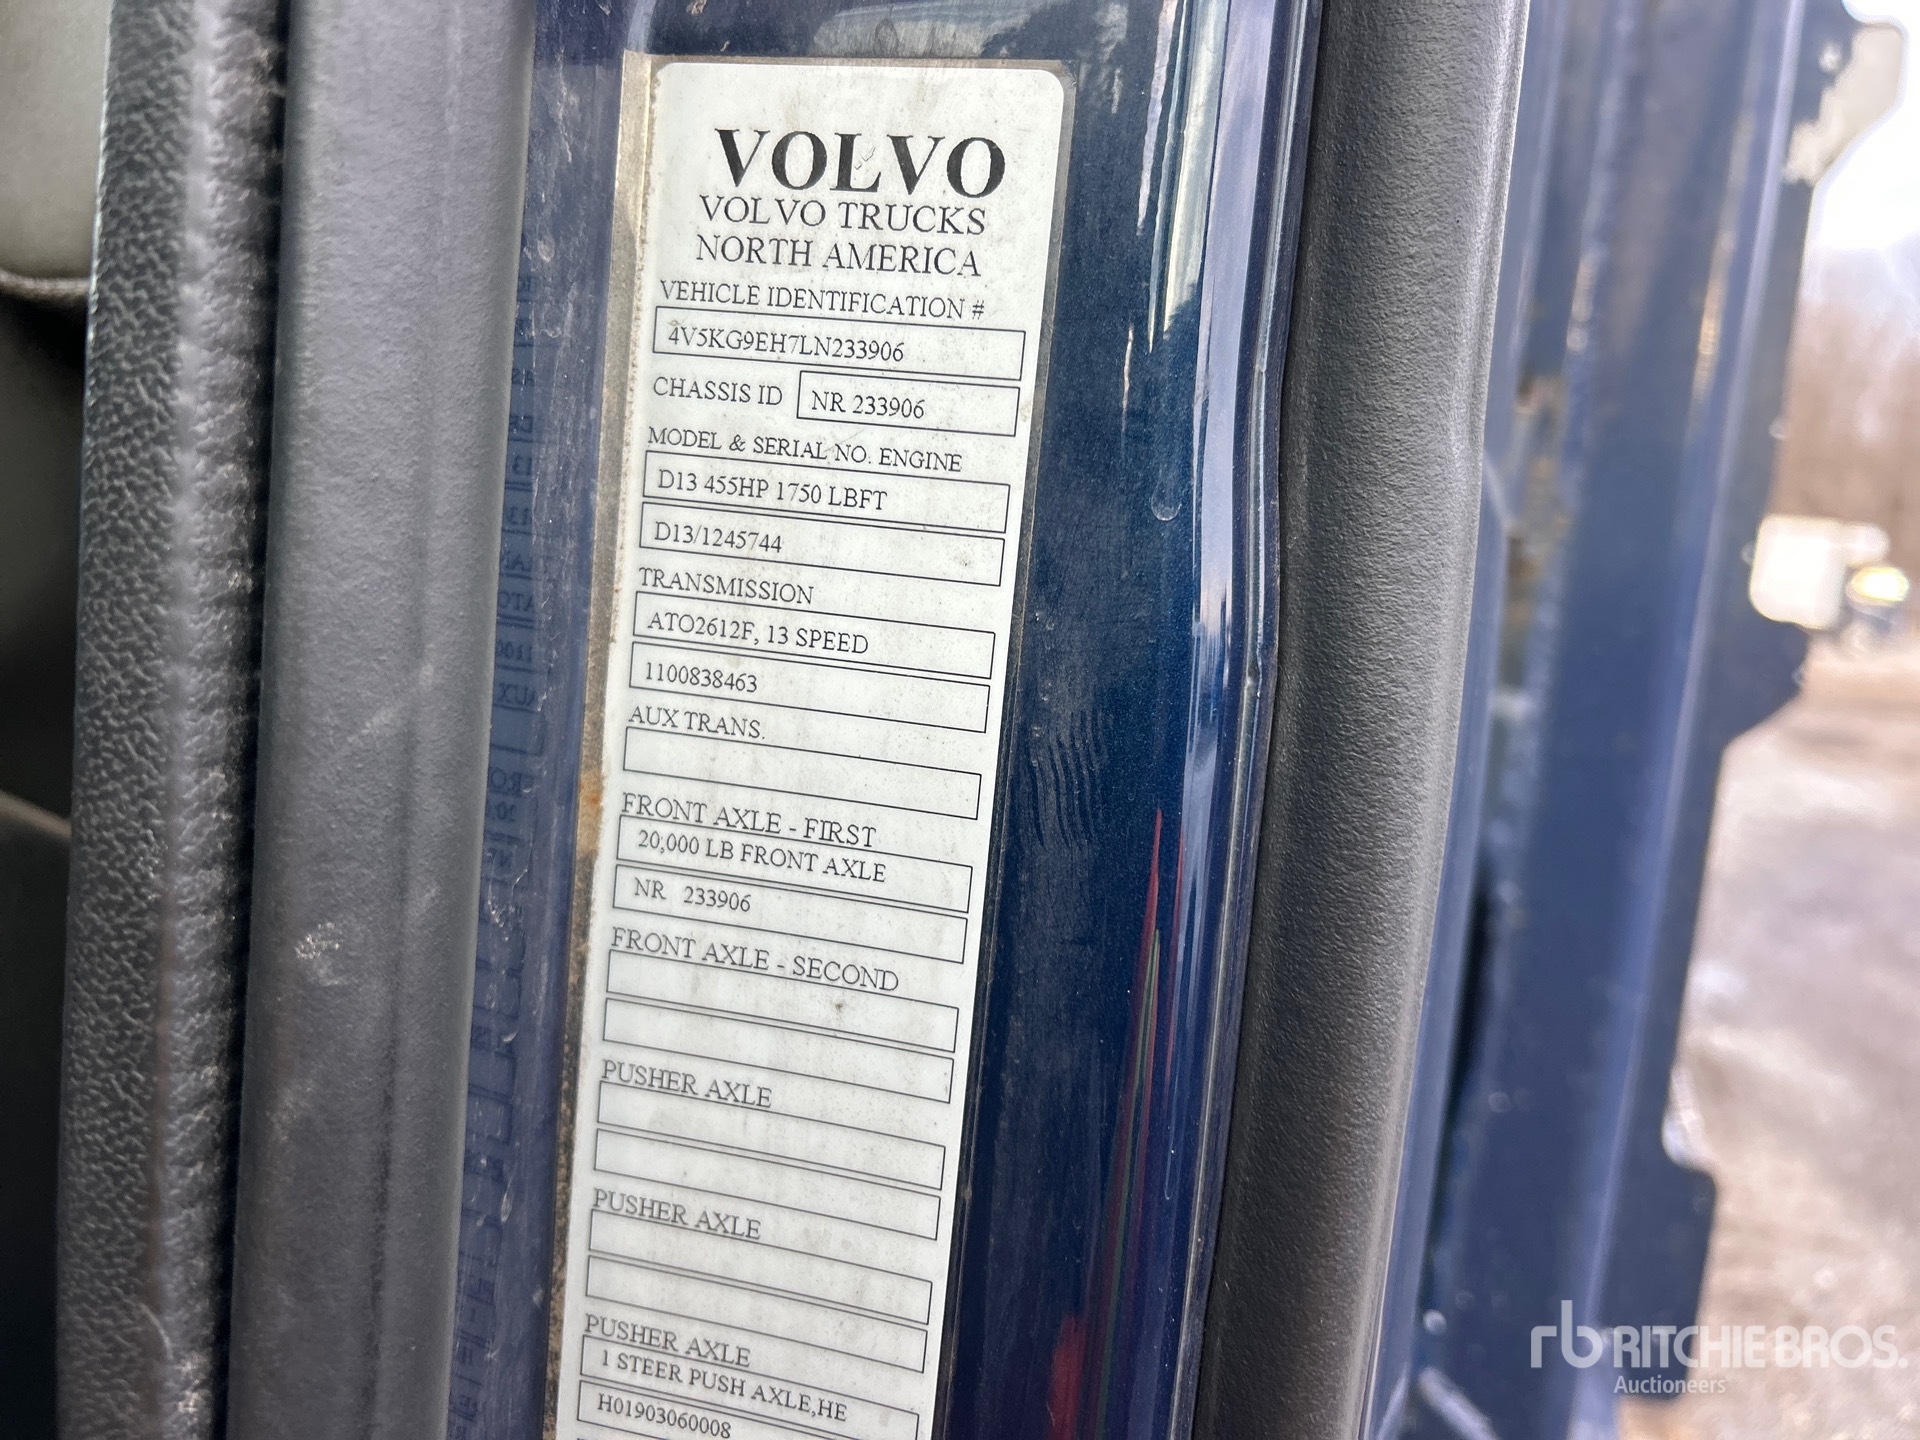 VOLVO
VOLVO TRUCKS
NORTH AMERICA
VEHICLE IDENTIFICATION #
4V5KG9EH7LN233906
CHASSIS ID NR 233906
MODEL & SERIAL NO. ENGINE
D13 455HP 1750 LBFT
D13/1245744
TRANSMISSION
ATO2612F, 13 SPEED
1100838463
AUX TRANS.
FRONT AXLE - FIRST
20,000 LB FRONT AXLE
NR 233906
FRONT AXLE - SECOND
PUSHER AXLE
PUSHER AXLE
PUSHER AXLE
1 STEER PUSH AXLE,HE
H01903060008
rb RITCHIE BROS.
Auctioneers